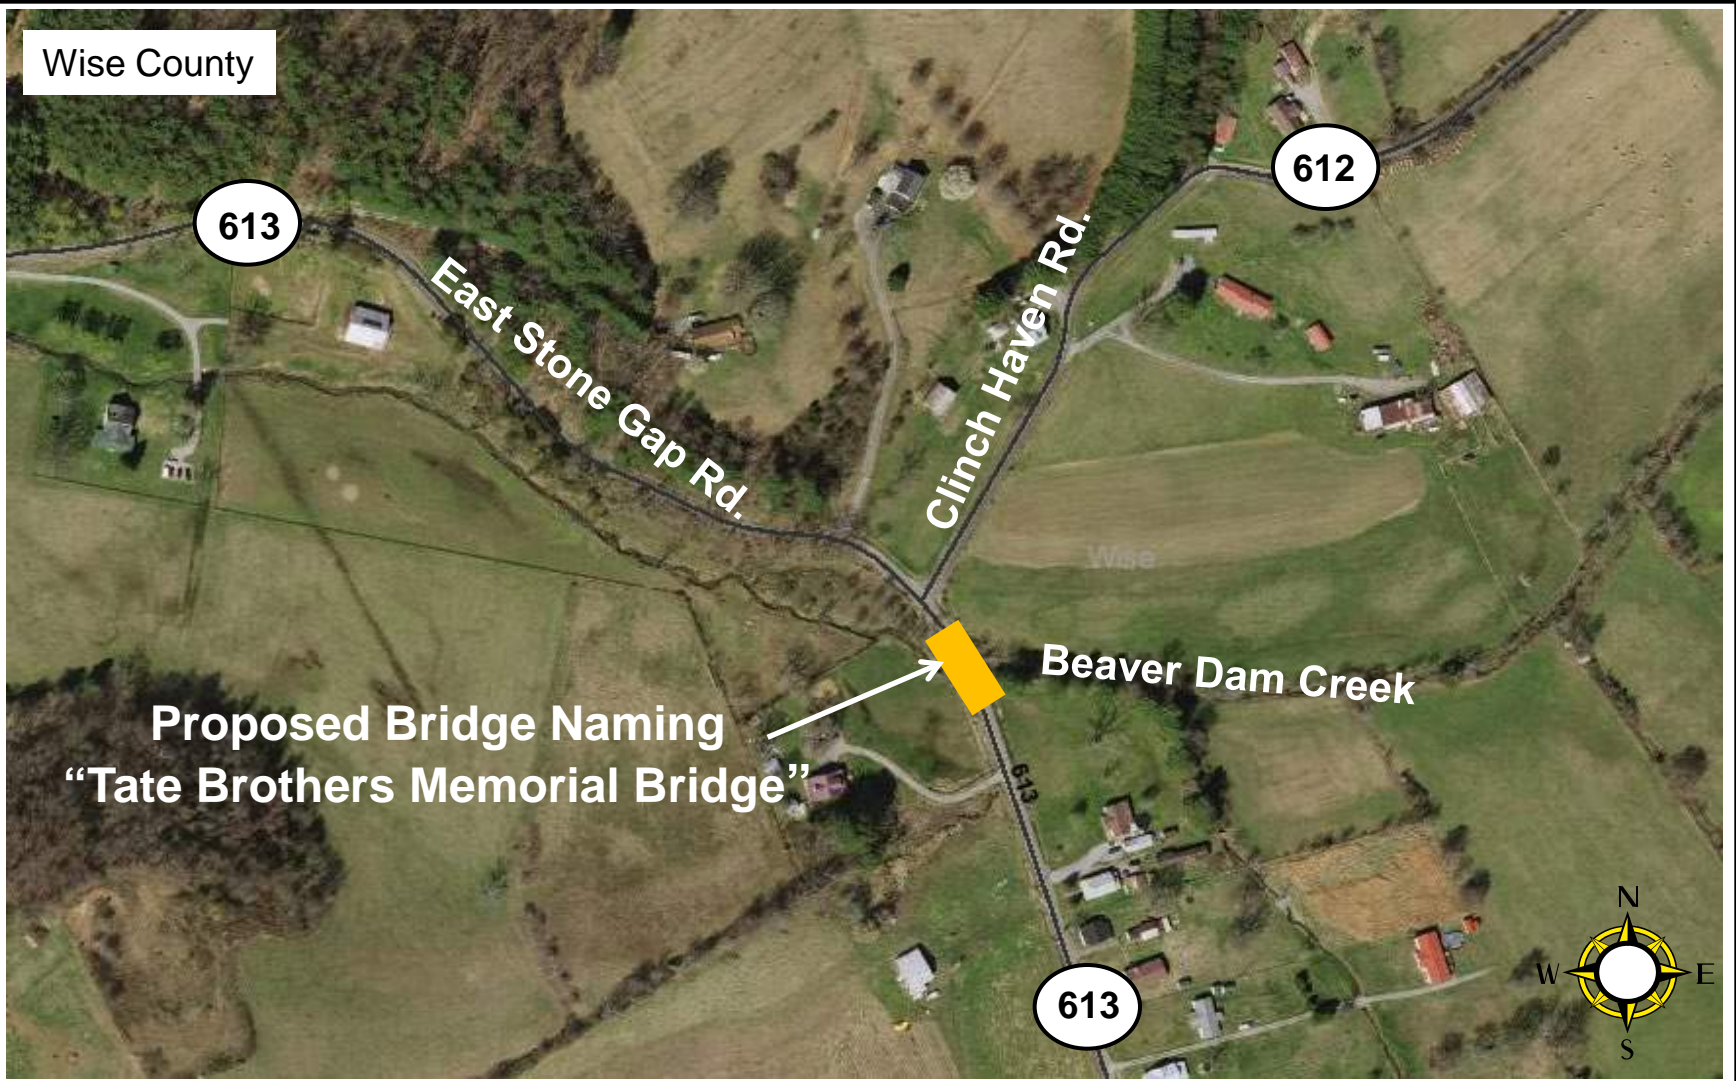 Wise County
612
613
East Stone Gap Rd.
Clinch Haven Rd.
Wise
Beaver Dam Creek
Proposed Bridge Naming
“Tate Brothers Memorial Bridge”
613
N
W E
S
613